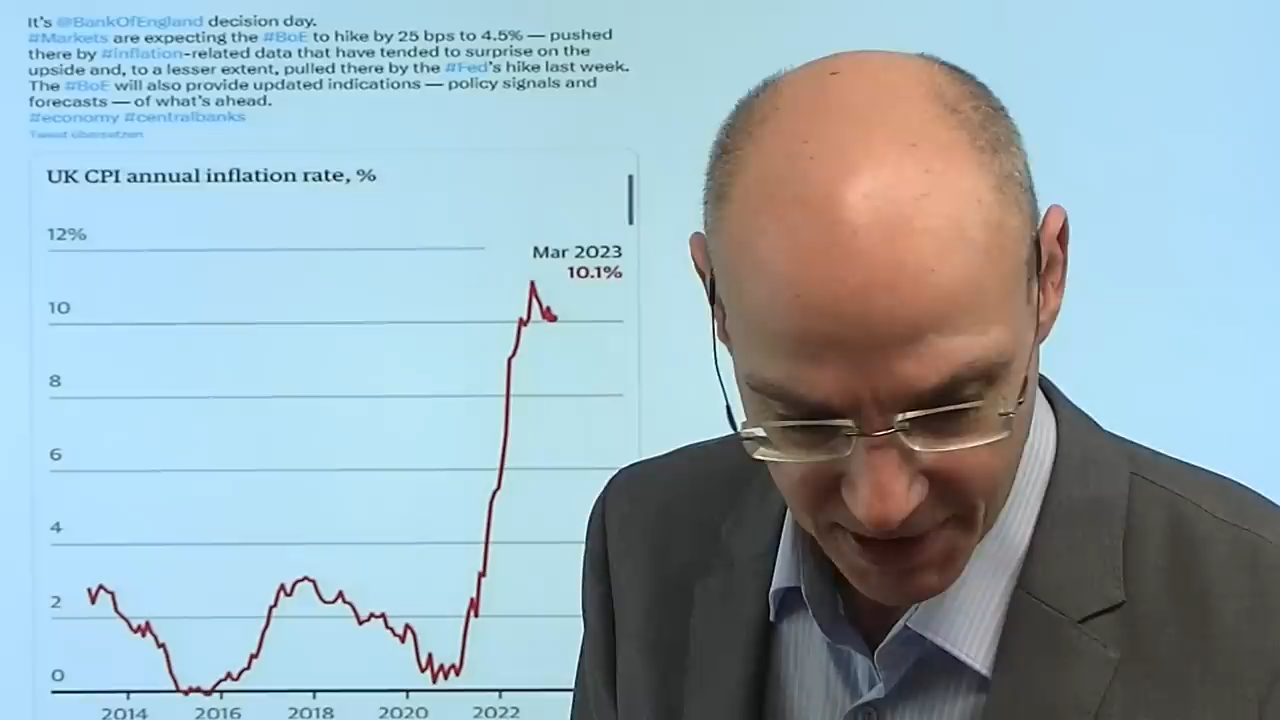 It's @BankOfEngland decision day.
#Markets are expecting the #BoE to hike by 25 bps to 4.5% — pushed
there by #inflation-related data that have tended to surprise on the
upside and, to a lesser extent, pulled there by the #Fed's hike last week.
The #BoE will also provide updated indications — policy signals and
forecasts — of what's ahead.
#economy #centralbanks
Tweet übersetzen
UK CPI annual inflation rate, %
12%
Mar 2023
10.1%
10
8
6
4
2
0
2014 2016 2018 2020 2022